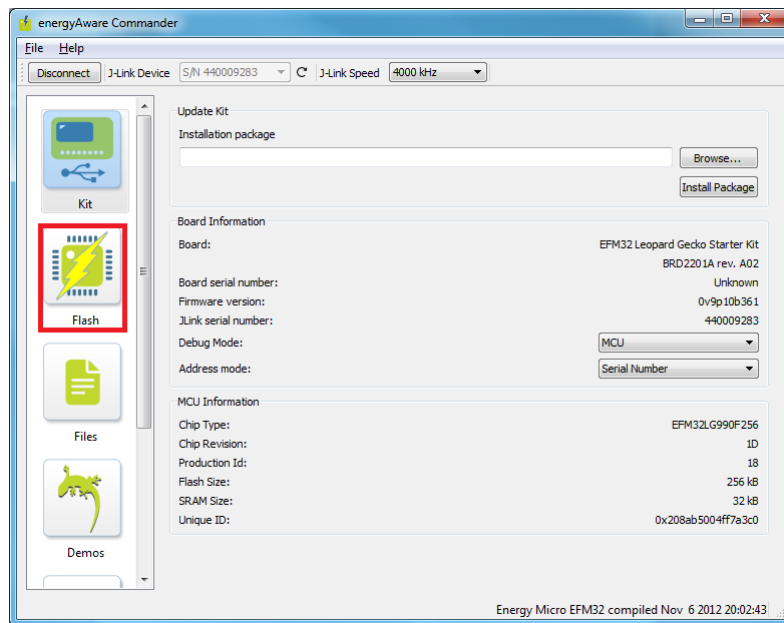 energyAware Commander
File Help
Disconnect J-Link Device S/N 440009283 J-Link Speed 4000 kHz
Kit
Flash
Files
Demos
Update Kit
Installation package
Browse...
Install Package
Board Information
Board: EFM32 Leopard Gecko Starter Kit
BRD2201A rev. A02
Board serial number: Unknown
Firmware version: 0v9p10b361
JLink serial number: 440009283
Debug Mode: MCU
Address mode: Serial Number
MCU Information
Chip Type: EFM32LG990F256
Chip Revision: 1D
Production Id: 18
Flash Size: 256 kB
SRAM Size: 32 kB
Unique ID: 0x208ab5004ff7a3c0
Energy Micro EFM32 compiled Nov 6 2012 20:02:43